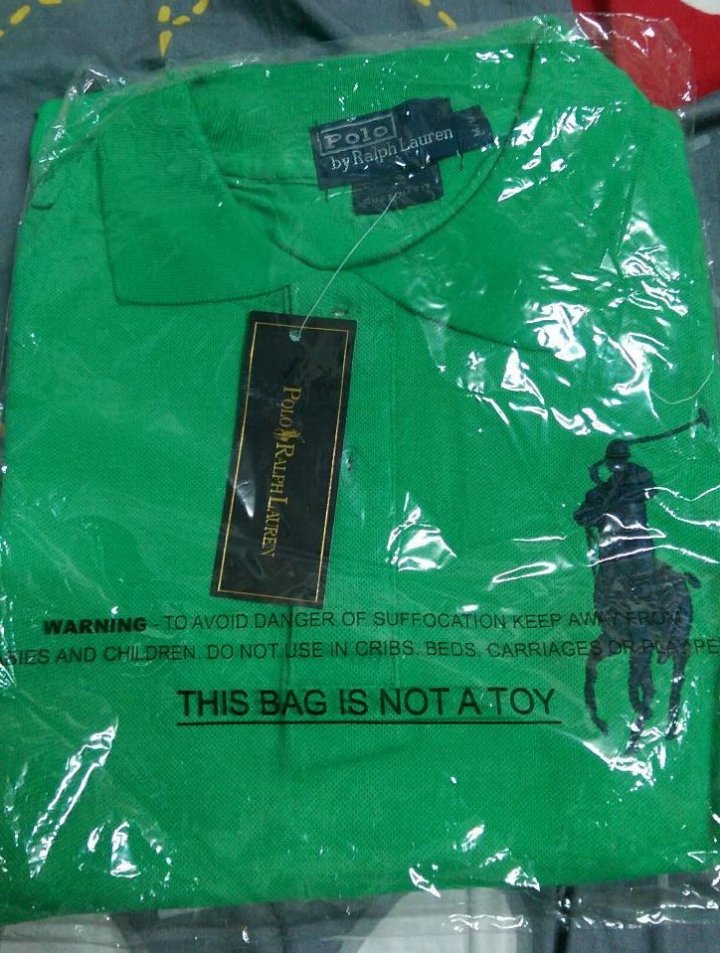 Polo
by Ralph Lauren
POLO RALPH LAUREN
WARNING - TO AVOID DANGER OF SUFFOCATION KEEP AWAY FROM
AND CHILDREN. DO NOT USE IN CRIBS, BEDS, CARRIAGES OR
THIS BAG IS NOT A TOY